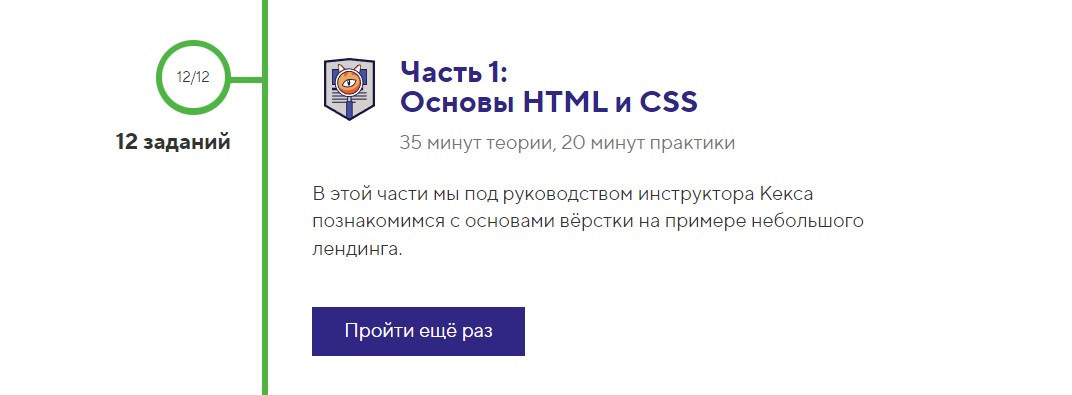 12/12
12 заданий
Часть 1:
Основы HTML и CSS
35 минут теории, 20 минут практики
В этой части мы под руководством инструктора Кекса
познакомимся с основами вёрстки на примере небольшого
лендинга.
Пройти ещё раз